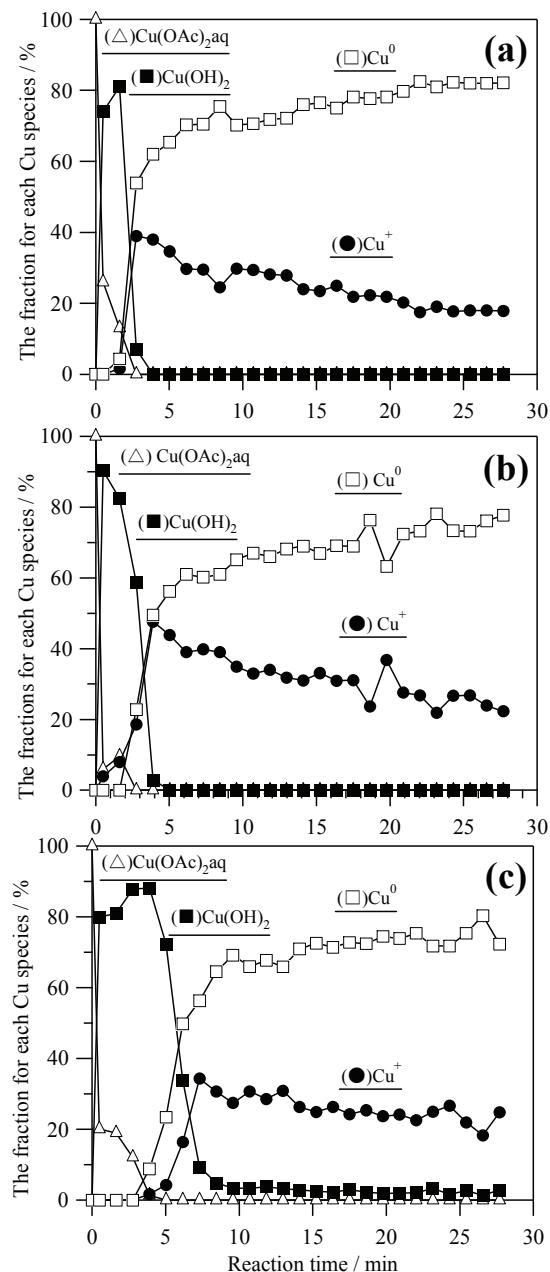 The fraction for each Cu species / %
100
80
60
40
20
0
(△)Cu(OAc)₂aq
(■)Cu(OH)₂
(□)Cu⁰
(a)
(●)Cu⁺
0 5 10 15 20 25 30
The fractions for each Cu species / %
100
80
60
40
20
0
(△) Cu(OAc)₂aq
(■)Cu(OH)₂
(□) Cu⁰
(b)
(●) Cu⁺
0 5 10 15 20 25 30
The fraction for each Cu species / %
100
80
60
40
20
0
(△)Cu(OAc)₂aq
(■)Cu(OH)₂
(□)Cu⁰
(c)
(●)Cu⁺
0 5 10 15 20 25 30
Reaction time / min